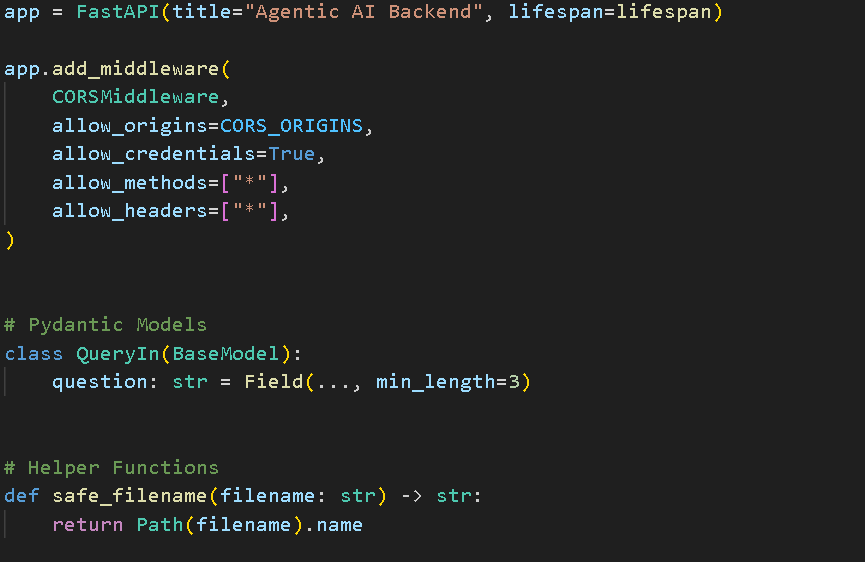 app = FastAPI(title="Agentic AI Backend", lifespan=lifespan)
app.add_middleware(
    CORSMiddleware,
    allow_origins=CORS_ORIGINS,
    allow_credentials=True,
    allow_methods=["*"],
    allow_headers=["*"],
)
# Pydantic Models
class QueryIn(BaseModel):
    question: str = Field(..., min_length=3)
# Helper Functions
def safe_filename(filename: str) -> str:
    return Path(filename).name